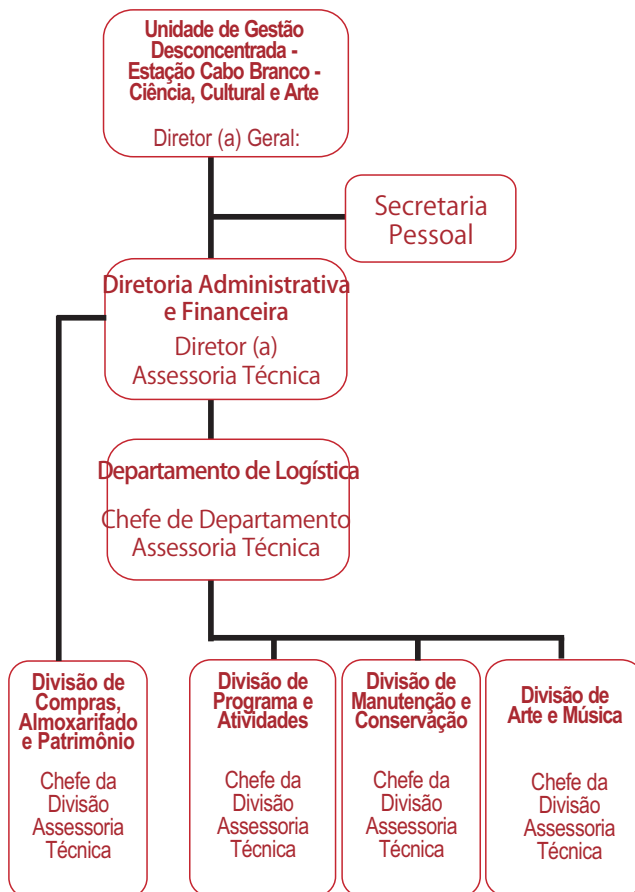 Unidade de Gestão
Desconcentrada -
Estação Cabo Branco -
Ciência, Cultural e Arte
Diretor (a) Geral:
Secretaria
Pessoal
Diretoria Administrativa
e Financeira
Diretor (a)
Assessoria Técnica
Departamento de Logística
Chefe de Departamento
Assessoria Técnica
Divisão de
Compras,
Almoxarifado
e Patrimônio
Chefe da
Divisão
Assessoria
Técnica
Divisão de
Programa e
Atividades
Chefe da
Divisão
Assessoria
Técnica
Divisão de
Manutenção e
Conservação
Chefe da
Divisão
Assessoria
Técnica
Divisão de
Arte e Música
Chefe da
Divisão
Assessoria
Técnica